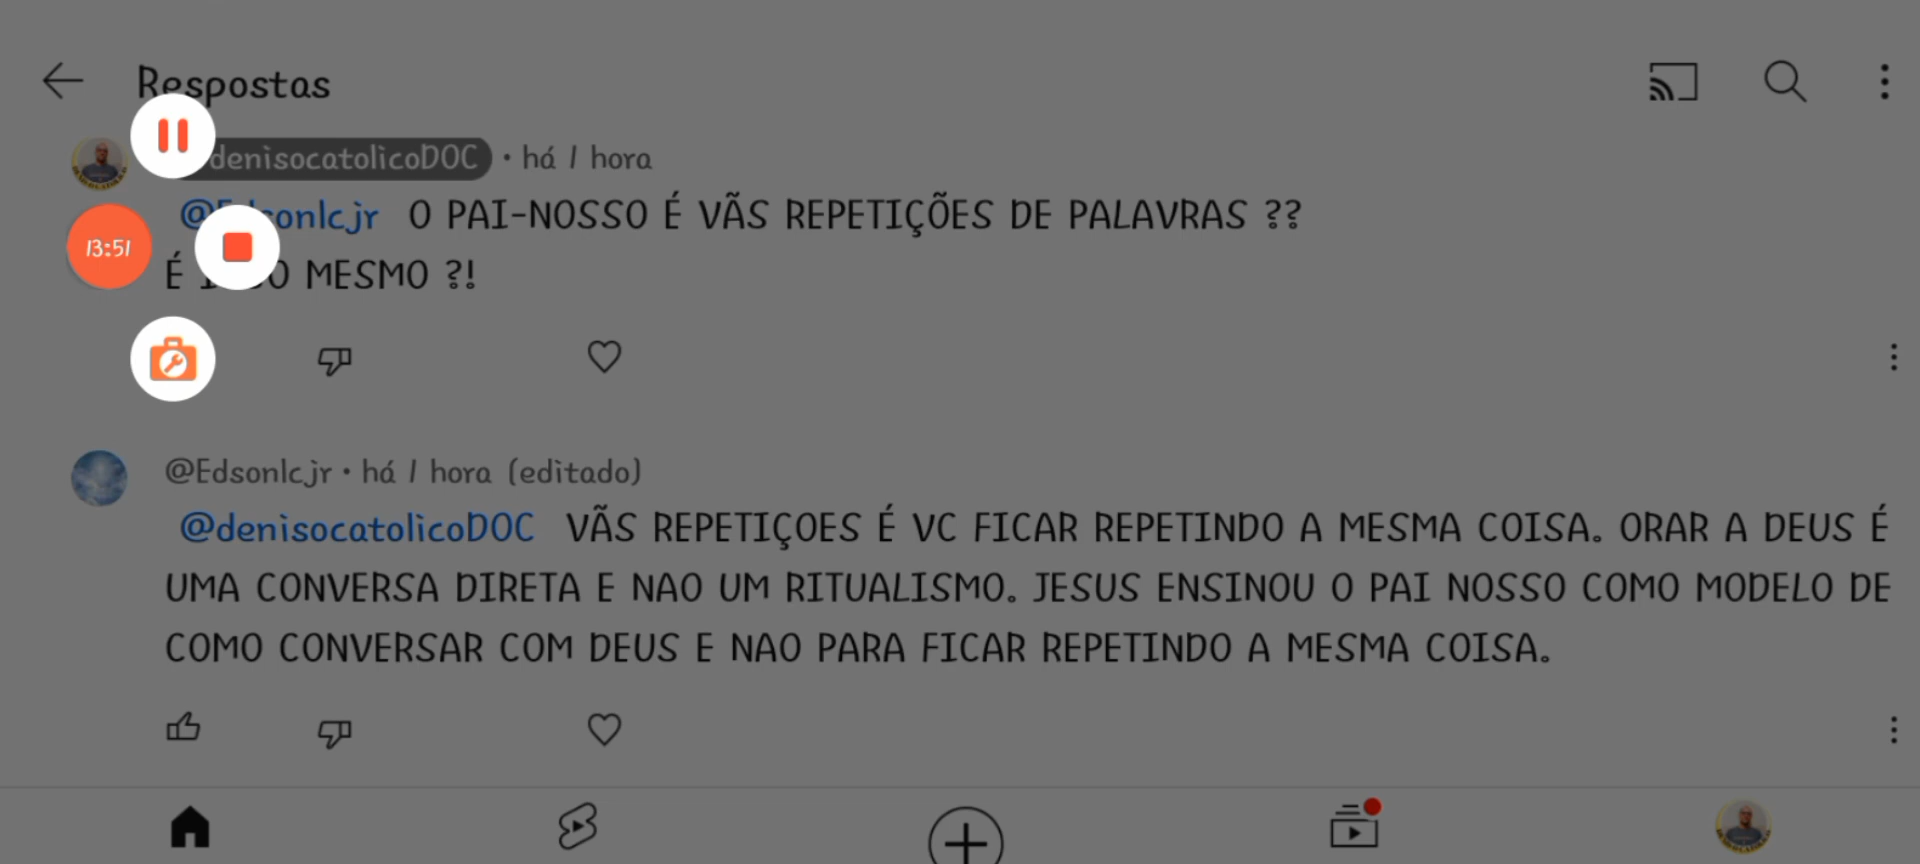 Respostas
denisocatolicoDOC • há 1 hora
@Edsonlcjr O PAI-NOSSO É VÃS REPETIÇÕES DE PALAVRAS ??
13:51
É MESMO ?!
@Edsonlcjr • há 1 hora (editado)
@denisocatolicoDOC VÃS REPETIÇOES É VC FICAR REPETINDO A MESMA COISA. ORAR A DEUS É
UMA CONVERSA DIRETA E NAO UM RITUALISMO. JESUS ENSINOU O PAI NOSSO COMO MODELO DE
COMO CONVERSAR COM DEUS E NAO PARA FICAR REPETINDO A MESMA COISA.